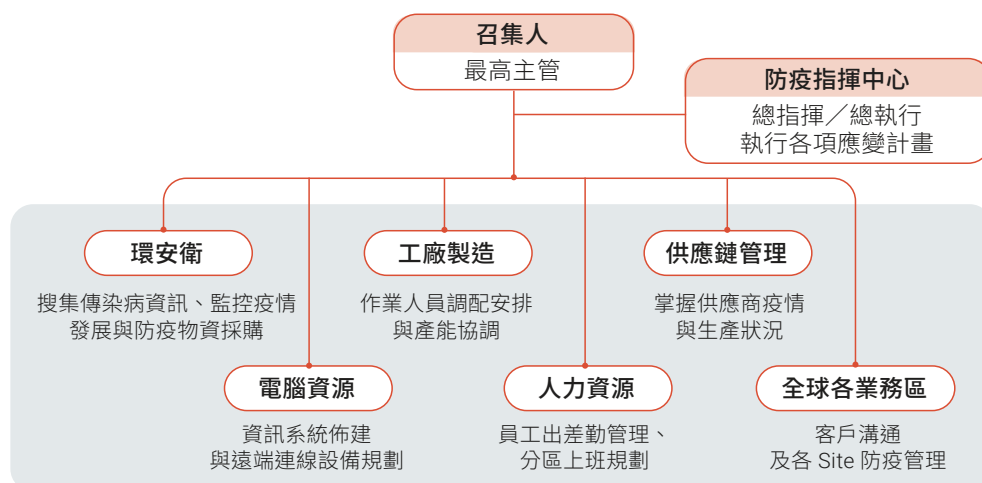 召集人
最高主管
防疫指揮中心
總指揮／總執行
執行各項應變計畫
環安衛
搜集傳染病資訊、監控疫情
發展與防疫物資採購
工廠製造
作業人員調配安排
與產能協調
供應鏈管理
掌握供應商疫情
與生產狀況
電腦資源
資訊系統佈建
與遠端連線設備規劃
人力資源
員工出差勤管理、
分區上班規劃
全球各業務區
客戶溝通
及各 Site 防疫管理